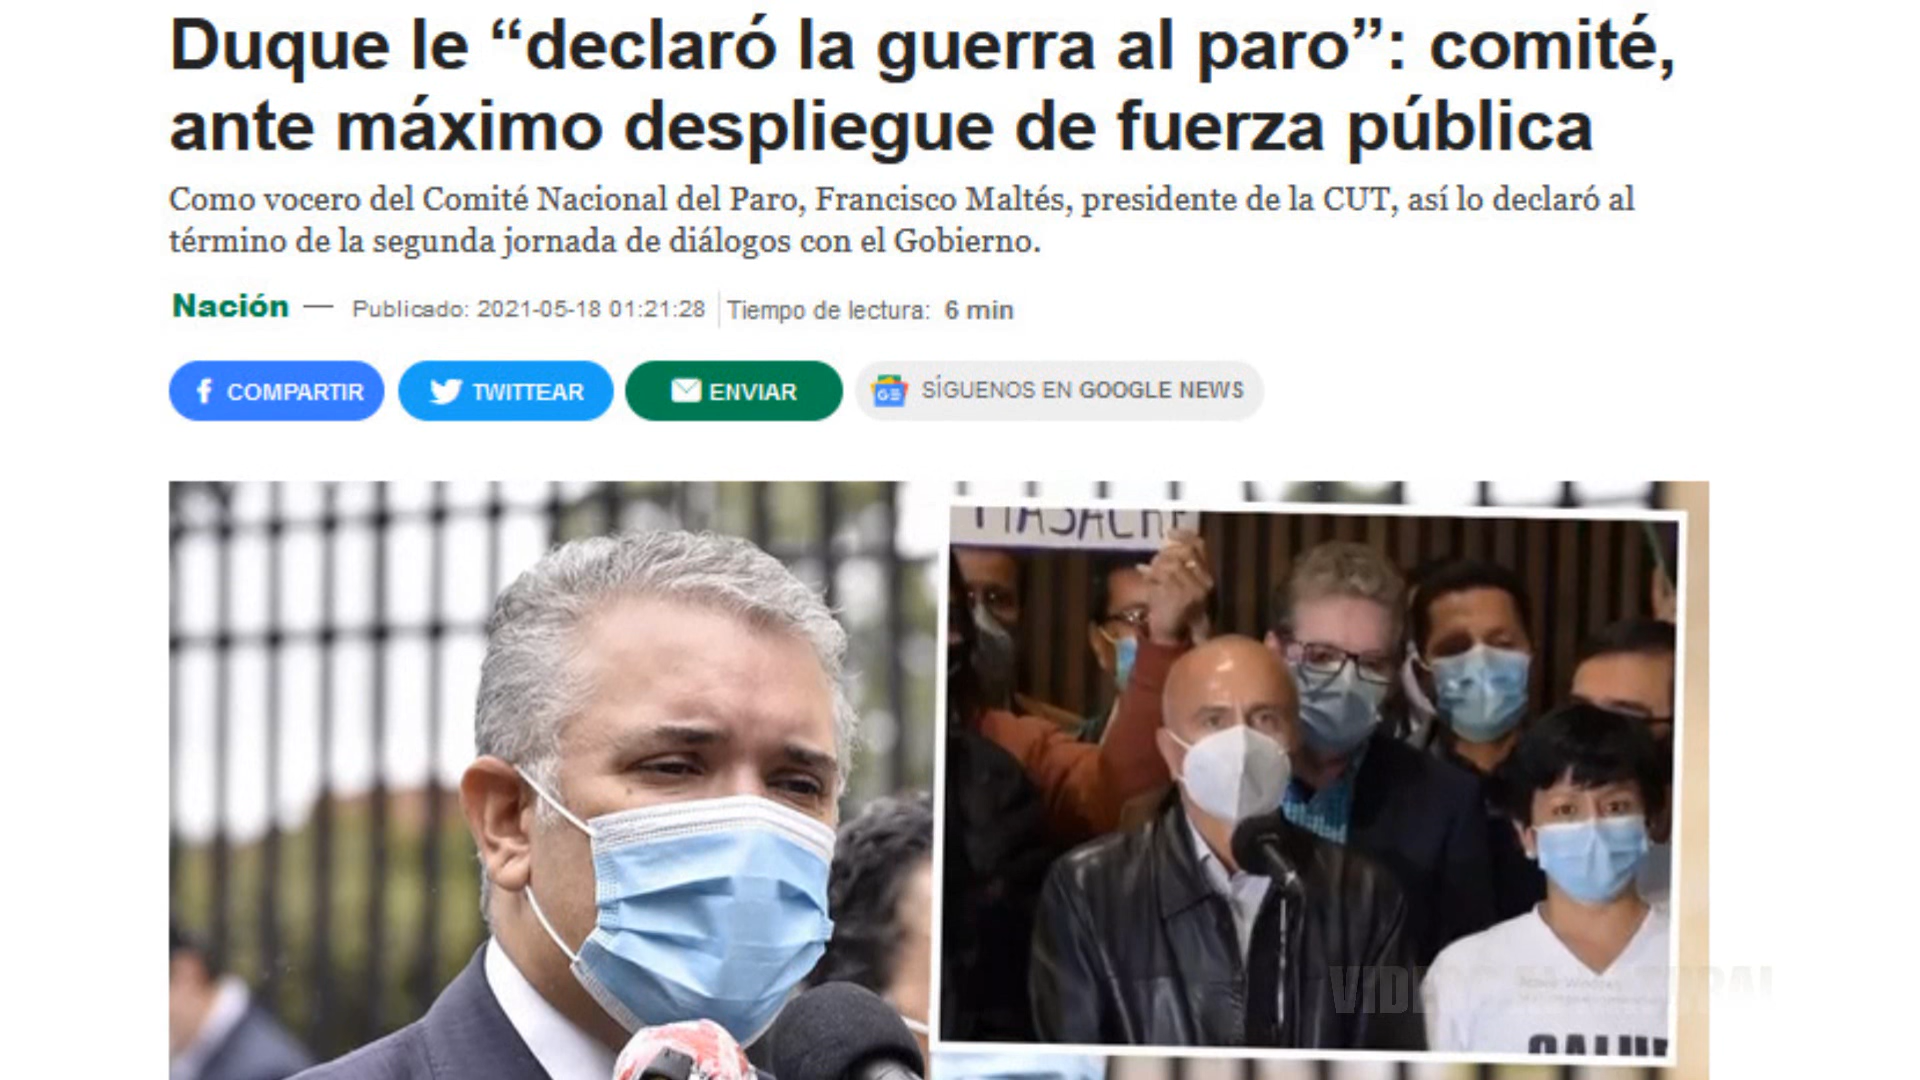 Duque le “declaró la guerra al paro”: comité,
ante máximo despliegue de fuerza pública
Como vocero del Comité Nacional del Paro, Francisco Maltés, presidente de la CUT, así lo declaró al
término de la segunda jornada de diálogos con el Gobierno.
Nación — Publicado: 2021-05-18 01:21:28 Tiempo de lectura: 6 min
COMPARTIR TWITTEAR ENVIAR SÍGUENOS EN GOOGLE NEWS
MASACRE